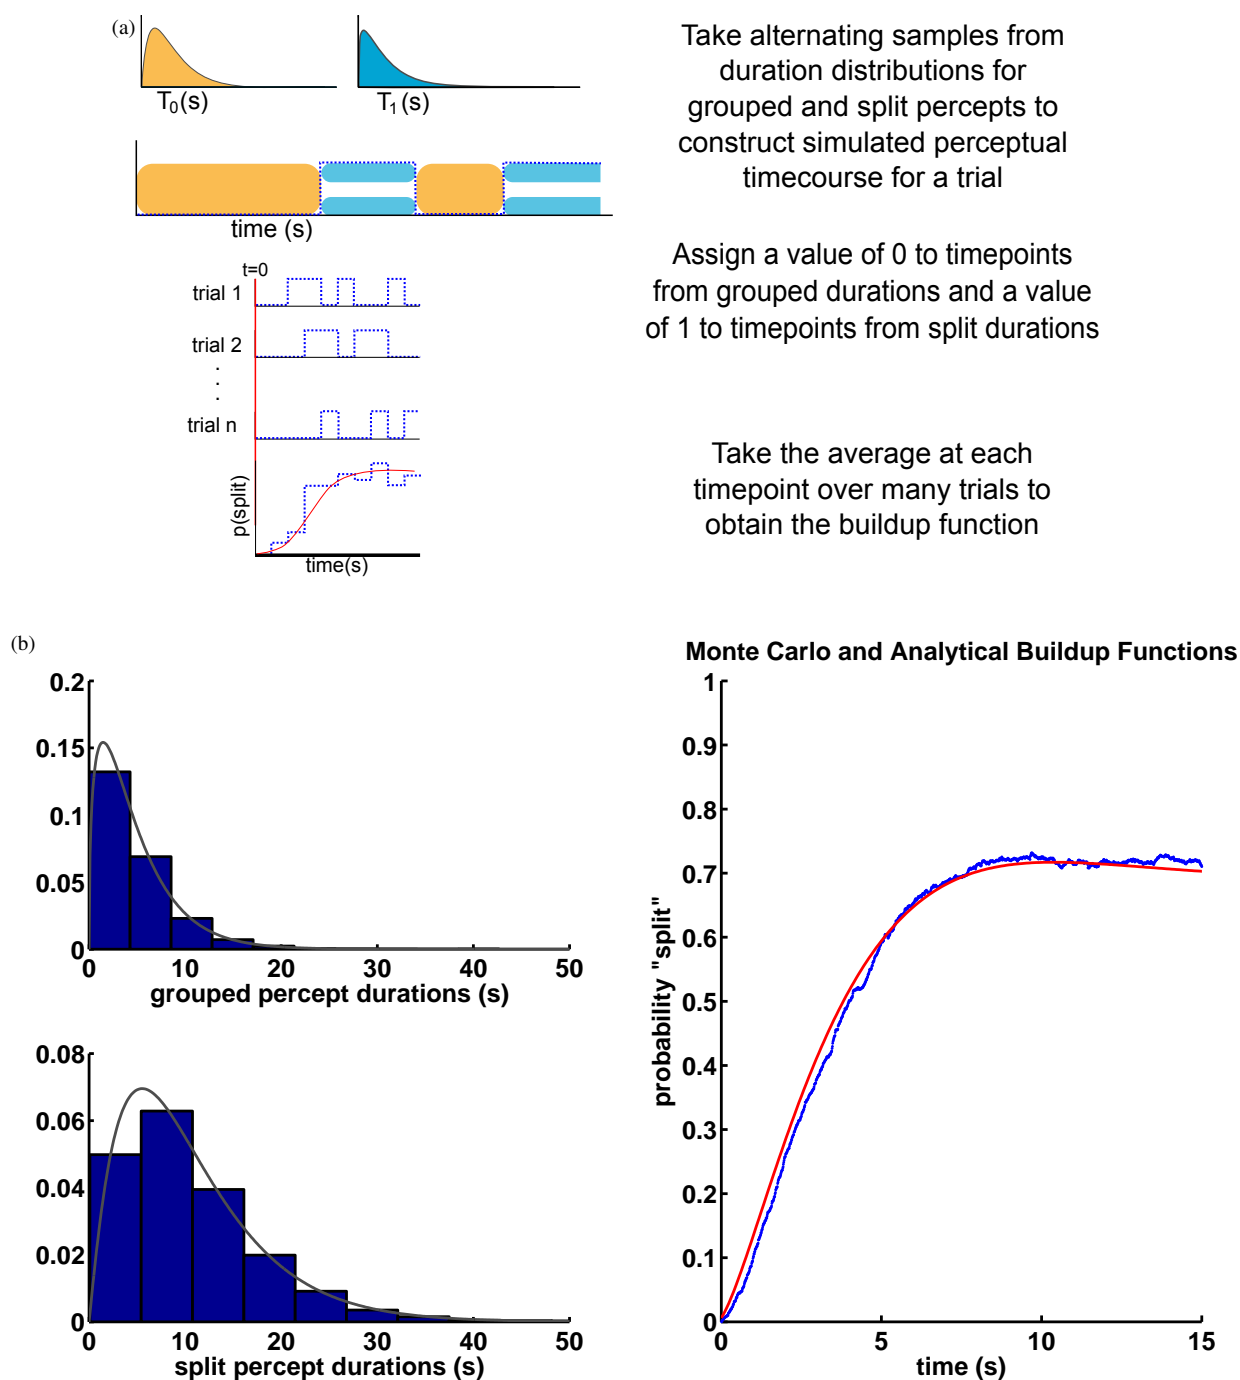 (a)
T0(s)
T1(s)
Take alternating samples from
duration distributions for
grouped and split percepts to
construct simulated perceptual
timecourse for a trial
time (s)
Assign a value of 0 to timepoints
from grouped durations and a value
of 1 to timepoints from split durations
t=0
trial 1
trial 2
.
.
.
trial n
p(split)
time(s)
Take the average at each
timepoint over many trials to
obtain the buildup function
(b)
0.2
0.15
0.1
0.05
0
0 10 20 30 40 50
grouped percept durations (s)
0.08
0.06
0.04
0.02
0
0 10 20 30 40 50
split percept durations (s)
Monte Carlo and Analytical Buildup Functions
1
0.9
0.8
0.7
0.6
0.5
0.4
0.3
0.2
0.1
0
probability "split"
0 5 10 15
time (s)